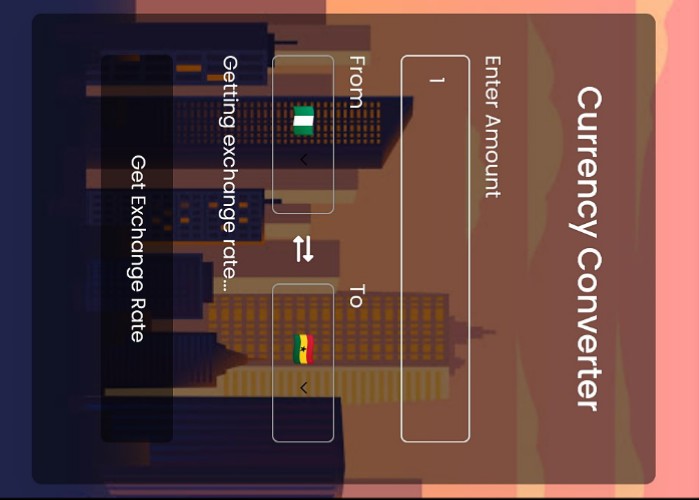 Currency Converter
Enter Amount
1
From
To
Getting exchange rate...
Get Exchange Rate